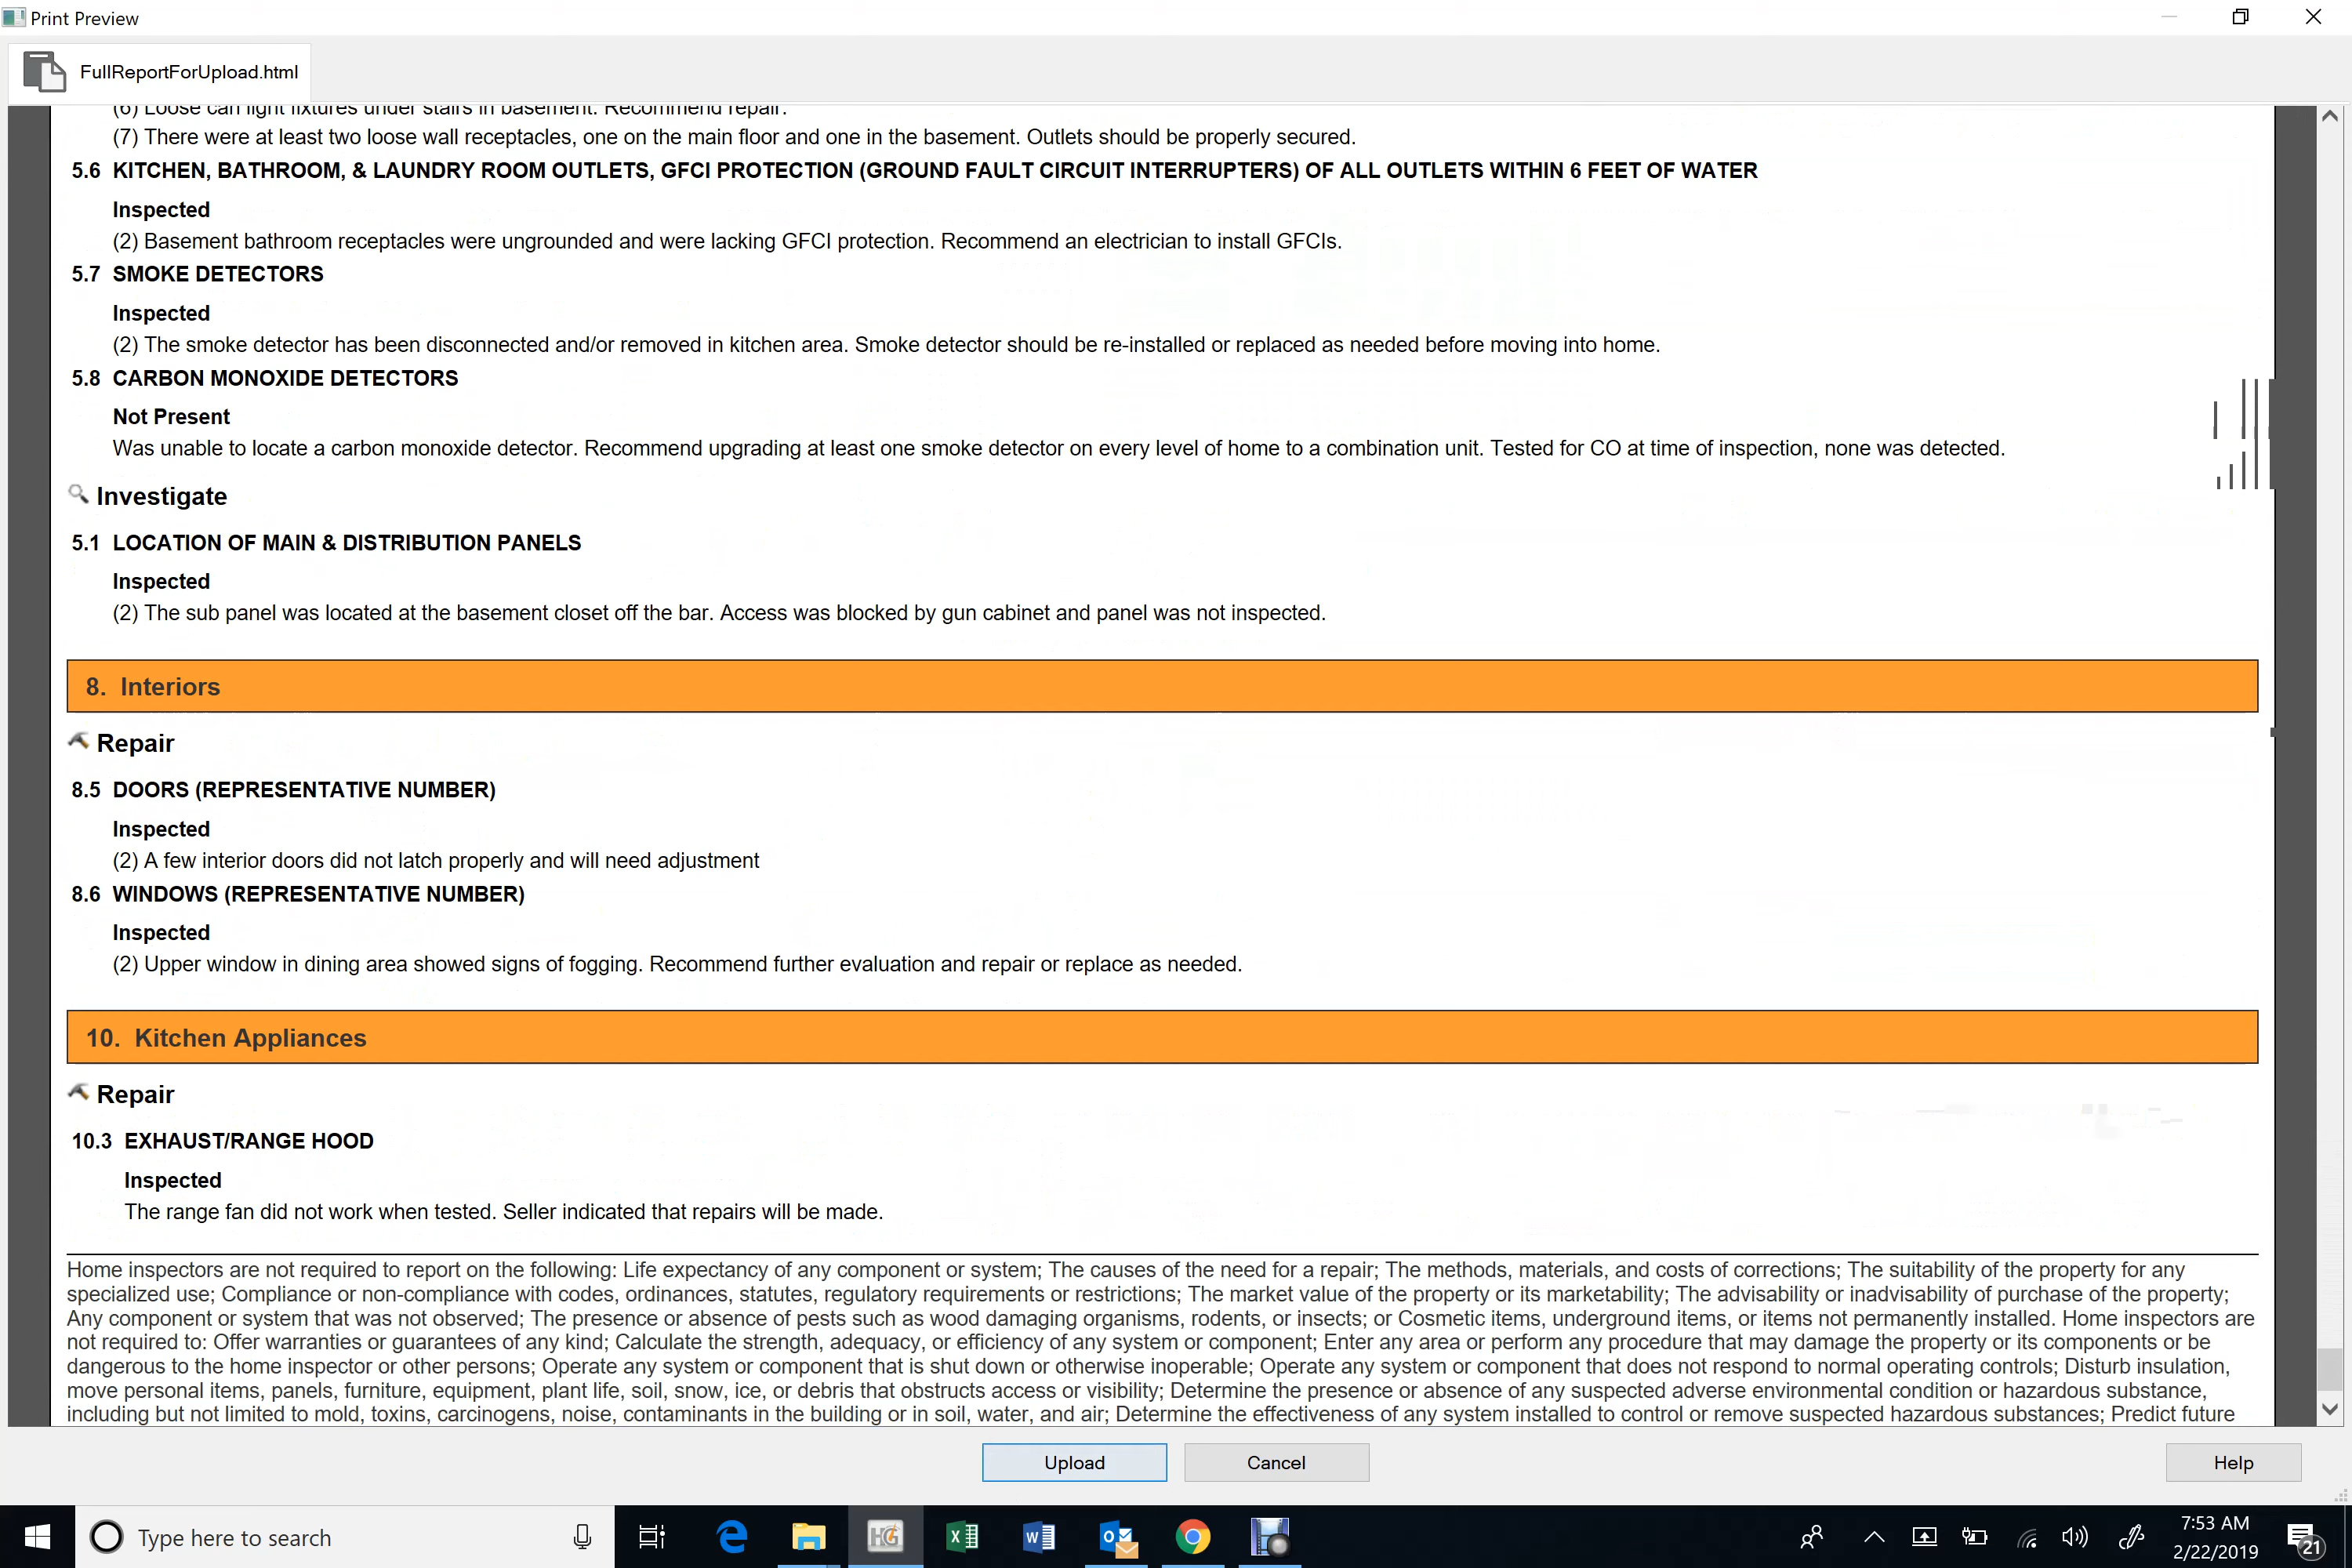 Print Preview
FullReportForUpload.html
(6) Loose can light fixtures under stairs in basement. Recommend repair.
(7) There were at least two loose wall receptacles, one on the main floor and one in the basement. Outlets should be properly secured.
5.6 KITCHEN, BATHROOM, & LAUNDRY ROOM OUTLETS, GFCI PROTECTION (GROUND FAULT CIRCUIT INTERRUPTERS) OF ALL OUTLETS WITHIN 6 FEET OF WATER
Inspected
(2) Basement bathroom receptacles were ungrounded and were lacking GFCI protection. Recommend an electrician to install GFCIs.
5.7 SMOKE DETECTORS
Inspected
(2) The smoke detector has been disconnected and/or removed in kitchen area. Smoke detector should be re-installed or replaced as needed before moving into home.
5.8 CARBON MONOXIDE DETECTORS
Not Present
Was unable to locate a carbon monoxide detector. Recommend upgrading at least one smoke detector on every level of home to a combination unit. Tested for CO at time of inspection, none was detected.
Investigate
5.1 LOCATION OF MAIN & DISTRIBUTION PANELS
Inspected
(2) The sub panel was located at the basement closet off the bar. Access was blocked by gun cabinet and panel was not inspected.
8. Interiors
Repair
8.5 DOORS (REPRESENTATIVE NUMBER)
Inspected
(2) A few interior doors did not latch properly and will need adjustment
8.6 WINDOWS (REPRESENTATIVE NUMBER)
Inspected
(2) Upper window in dining area showed signs of fogging. Recommend further evaluation and repair or replace as needed.
10. Kitchen Appliances
Repair
10.3 EXHAUST/RANGE HOOD
Inspected
The range fan did not work when tested. Seller indicated that repairs will be made.
Home inspectors are not required to report on the following: Life expectancy of any component or system; The causes of the need for a repair; The methods, materials, and costs of corrections; The suitability of the property for any
specialized use; Compliance or non-compliance with codes, ordinances, statutes, regulatory requirements or restrictions; The market value of the property or its marketability; The advisability or inadvisability of purchase of the property;
Any component or system that was not observed; The presence or absence of pests such as wood damaging organisms, rodents, or insects; or Cosmetic items, underground items, or items not permanently installed. Home inspectors are
not required to: Offer warranties or guarantees of any kind; Calculate the strength, adequacy, or efficiency of any system or component; Enter any area or perform any procedure that may damage the property or its components or be
dangerous to the home inspector or other persons; Operate any system or component that is shut down or otherwise inoperable; Operate any system or component that does not respond to normal operating controls; Disturb insulation,
move personal items, panels, furniture, equipment, plant life, soil, snow, ice, or debris that obstructs access or visibility; Determine the presence or absence of any suspected adverse environmental condition or hazardous substance,
including but not limited to mold, toxins, carcinogens, noise, contaminants in the building or in soil, water, and air; Determine the effectiveness of any system installed to control or remove suspected hazardous substances; Predict future
Upload
Cancel
Help
Type here to search
HG
7:53 AM
2/22/2019
21